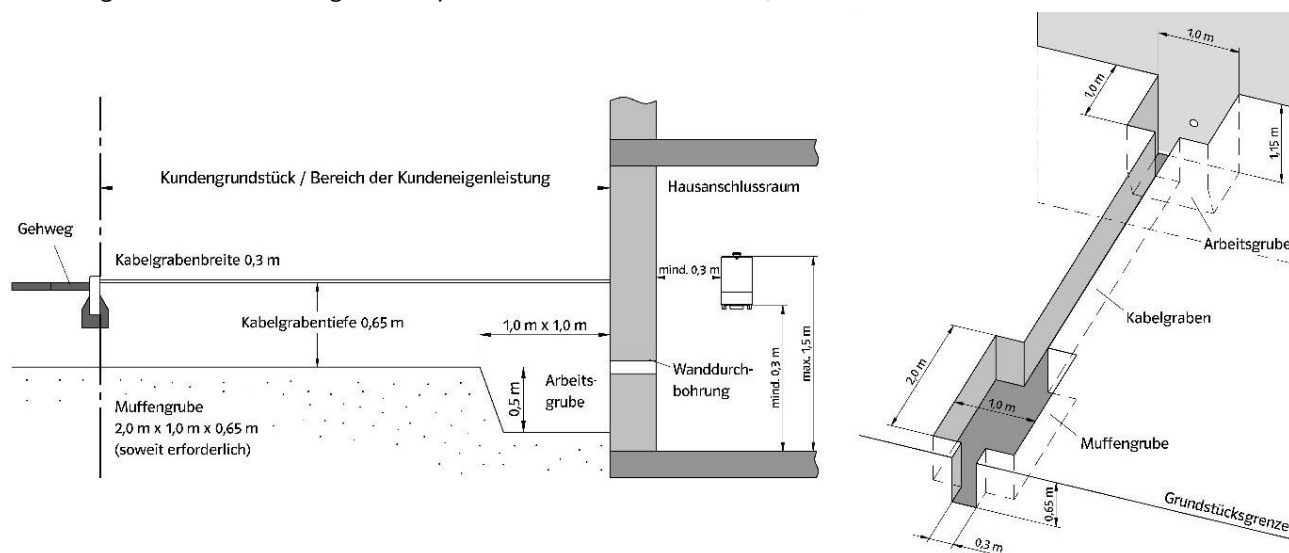 Kundengrundstück / Bereich der Kundeneigenleistung
Hausanschlussraum
Gehweg
Kabelgrabenbreite 0,3 m
mind. 0,3 m
Kabelgrabentiefe 0,65 m
1,0 m x 1,0 m
Wanddurch-
bohrung
Arbeits-
grube
0,5 m
mind. 0,3 m
max. 1,5 m
Muffengrube
2,0 m x 1,0 m x 0,65 m
(soweit erforderlich)
1,0 m
1,0 m
1,15 m
Arbeitsgrube
Kabelgraben
2,0 m
1,0 m
Muffengrube
0,65 m
Grundstücksgrenze
0,3 m